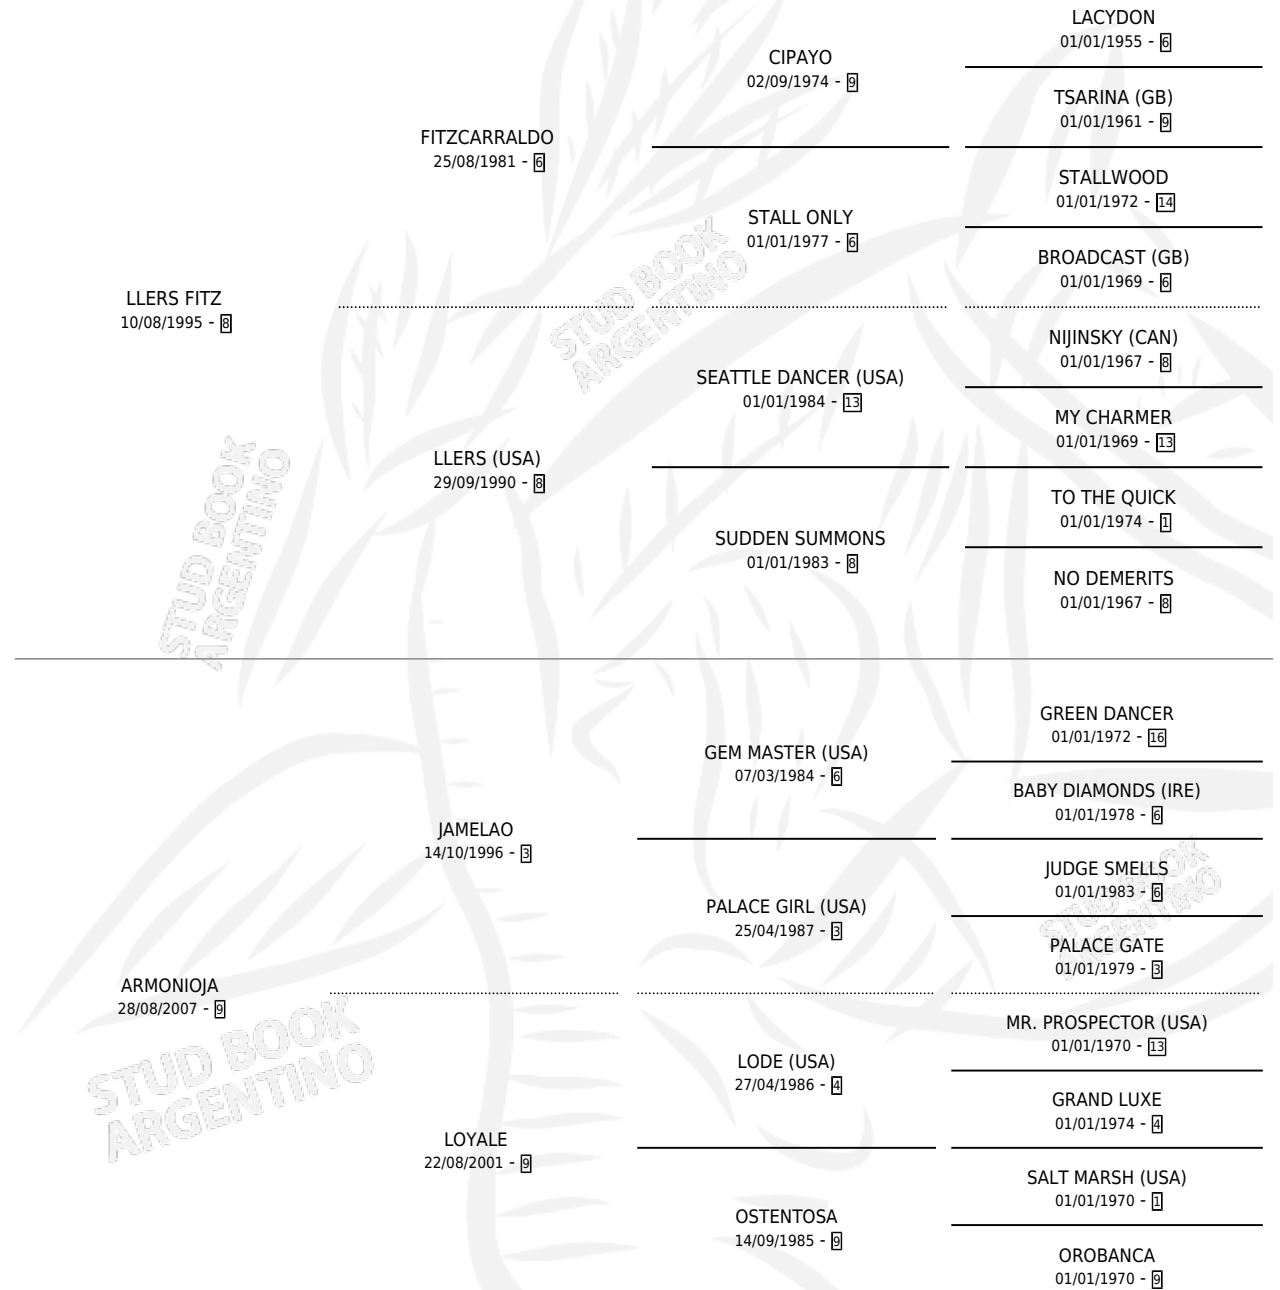 LACYDON
01/01/1955 - 6
CIPAYO
02/09/1974 - 9
TSARINA (GB)
01/01/1961 - 9
FITZCARRALDO
25/08/1981 - 6
STALLWOOD
01/01/1972 - 14
STALL ONLY
01/01/1977 - 6
BROADCAST (GB)
01/01/1969 - 6
LLERS FITZ
10/08/1995 - 8
NIJINSKY (CAN)
01/01/1967 - 8
SEATTLE DANCER (USA)
01/01/1984 - 13
MY CHARMER
01/01/1969 - 13
LLERS (USA)
29/09/1990 - 8
TO THE QUICK
01/01/1974 - 1
SUDDEN SUMMONS
01/01/1983 - 8
NO DEMERITS
01/01/1967 - 8
GREEN DANCER
01/01/1972 - 16
GEM MASTER (USA)
07/03/1984 - 6
BABY DIAMONDS (IRE)
01/01/1978 - 6
JAMELAO
14/10/1996 - 3
JUDGE SMELLS
01/01/1983 - 6
PALACE GIRL (USA)
25/04/1987 - 3
PALACE GATE
01/01/1979 - 3
ARMONIOJA
28/08/2007 - 9
MR. PROSPECTOR (USA)
01/01/1970 - 13
LODE (USA)
27/04/1986 - 4
GRAND LUXE
01/01/1974 - 4
LOYALE
22/08/2001 - 9
SALT MARSH (USA)
01/01/1970 - 1
OSTENTOSA
14/09/1985 - 9
OROBANCA
01/01/1970 - 9
STUD BOOK
ARGENTINO
STUD BOOK
ARGENTINO
STUD BOOK
ARGENTINO
STUD BOOK
ARGENTINO